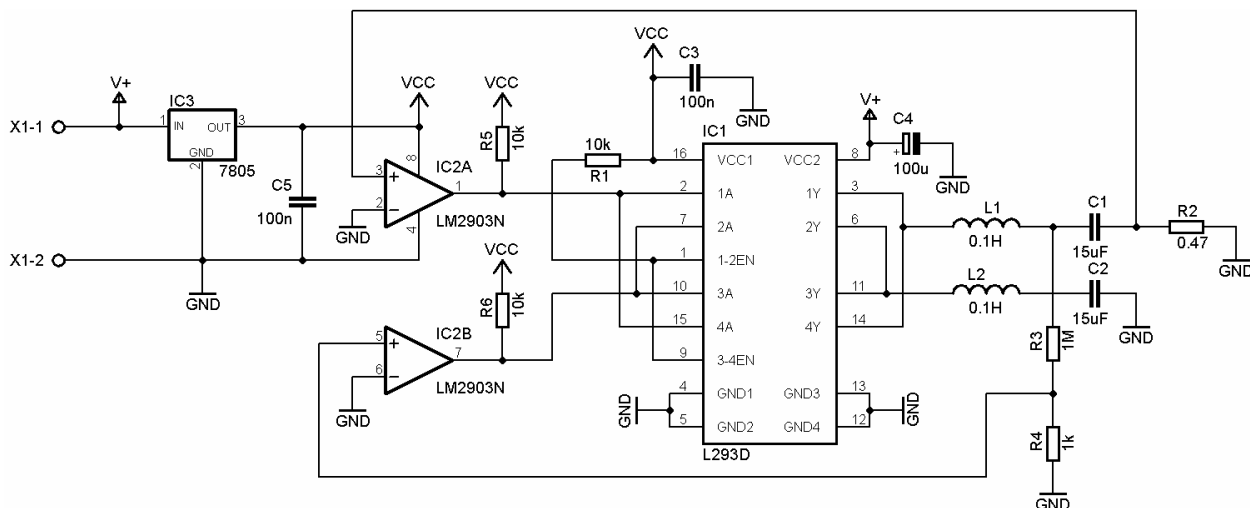 X1-1
X1-2
V+
IC3
1
IN
OUT
3
GND
2
7805
GND
C5
100n
VCC
8
3
+
2
−
1
4
IC2A
LM2903N
GND
VCC
R5
10k
VCC
C3
100n
GND
10k
R1
5
+
6
−
7
IC2B
LM2903N
GND
VCC
R6
10k
IC1
16 VCC1 VCC2 8
2 1A 1Y 3
7 2A 2Y 6
1 1-2EN
10 3A 3Y 11
15 4A 4Y 14
9 3-4EN
4 GND1 GND3 13
5 GND2 GND4 12
L293D
GND
GND
V+
C4
+
100u
GND
L1
0.1H
C1
15uF
R2
0.47
GND
L2
0.1H
C2
15uF
GND
R3
1M
R4
1k
GND